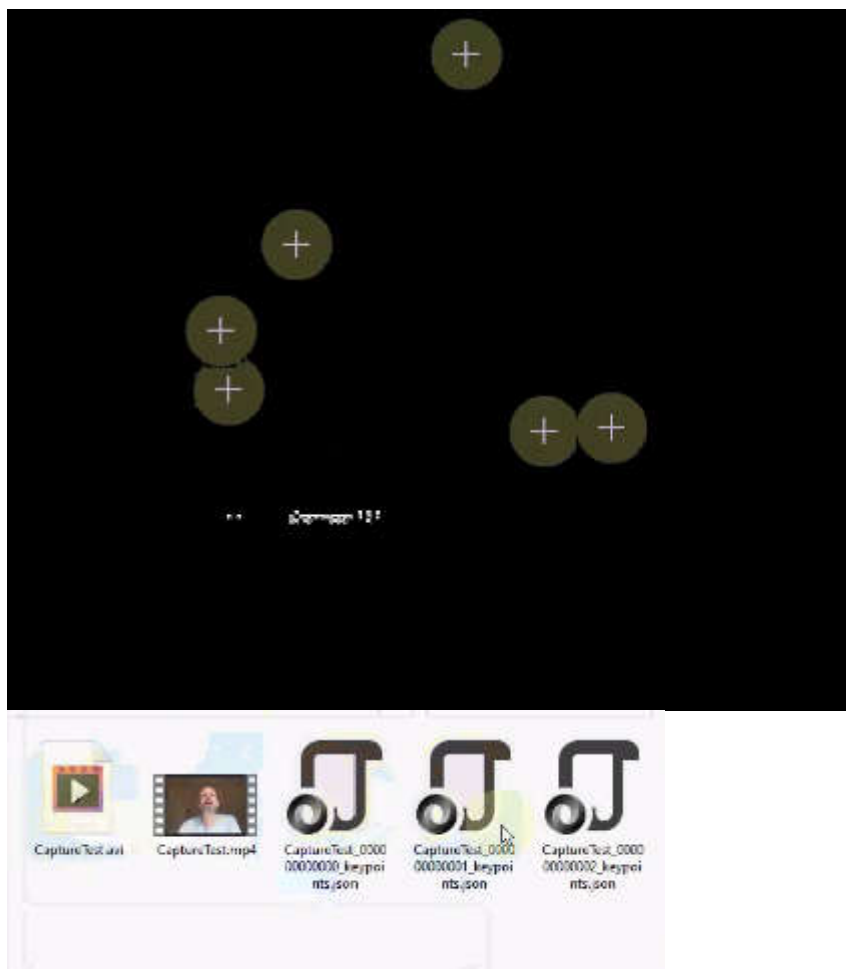 CaptureTest.avi
CaptureTest.mp4
CaptureTest_0000
00000000_keypoi
nts.json
CaptureTest_0000
00000001_keypoi
nts.json
CaptureTest_0000
00000002_keypoi
nts.json